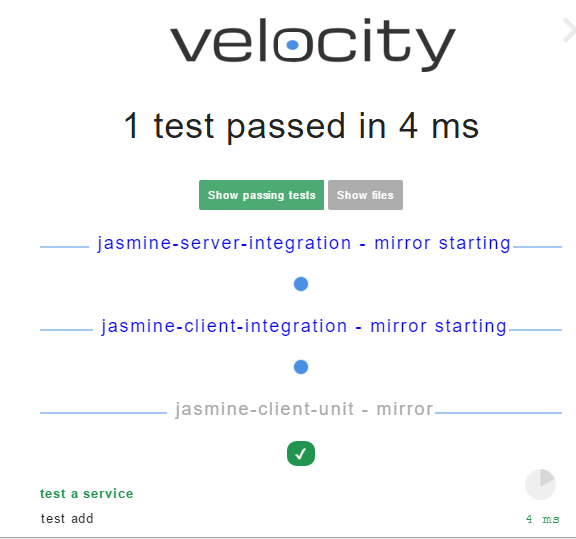 velocity
1 test passed in 4 ms
Show passing tests Show files
jasmine-server-integration - mirror starting
jasmine-client-integration - mirror starting
jasmine-client-unit - mirror
test a service
test add 4 ms